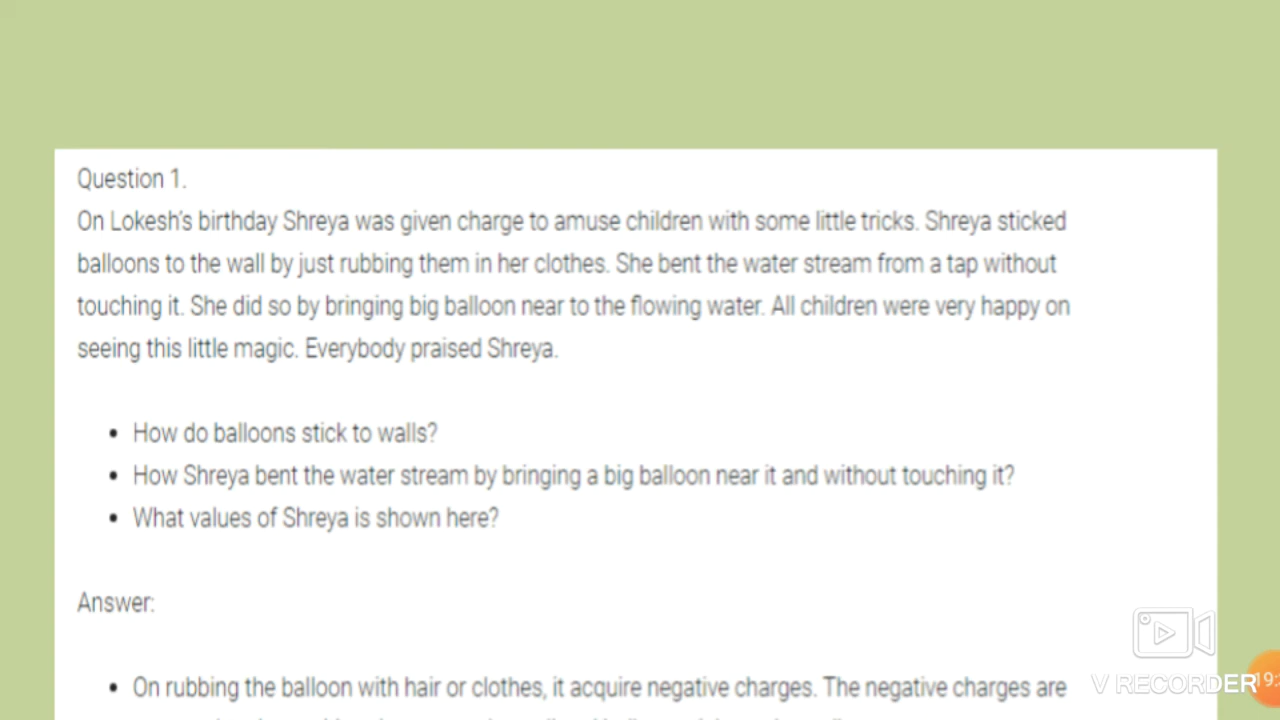 Question 1.
On Lokesh's birthday Shreya was given charge to amuse children with some little tricks. Shreya sticked
balloons to the wall by just rubbing them in her clothes. She bent the water stream from a tap without
touching it. She did so by bringing big balloon near to the flowing water. All children were very happy on
seeing this little magic. Everybody praised Shreya.
• How do balloons stick to walls?
• How Shreya bent the water stream by bringing a big balloon near it and without touching it?
• What values of Shreya is shown here?
Answer:
• On rubbing the balloon with hair or clothes, it acquire negative charges. The negative charges are
V RECORDER